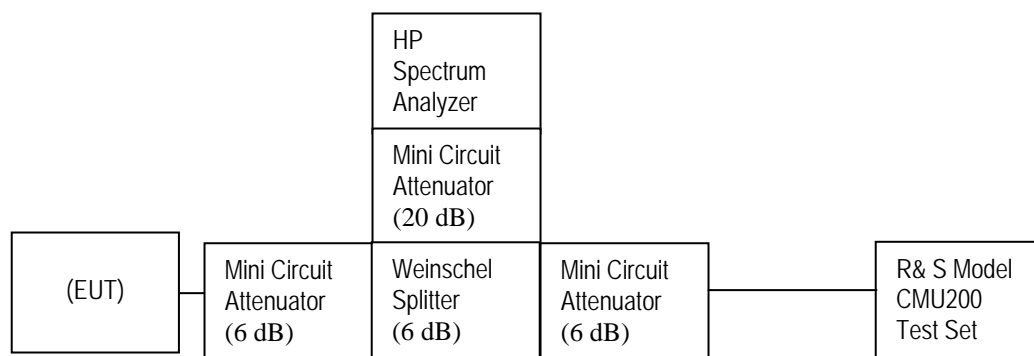 HP
Spectrum
Analyzer
Mini Circuit
Attenuator
(20 dB)
(EUT)
Mini Circuit
Attenuator
(6 dB)
Weinschel
Splitter
(6 dB)
Mini Circuit
Attenuator
(6 dB)
R& S Model
CMU200
Test Set